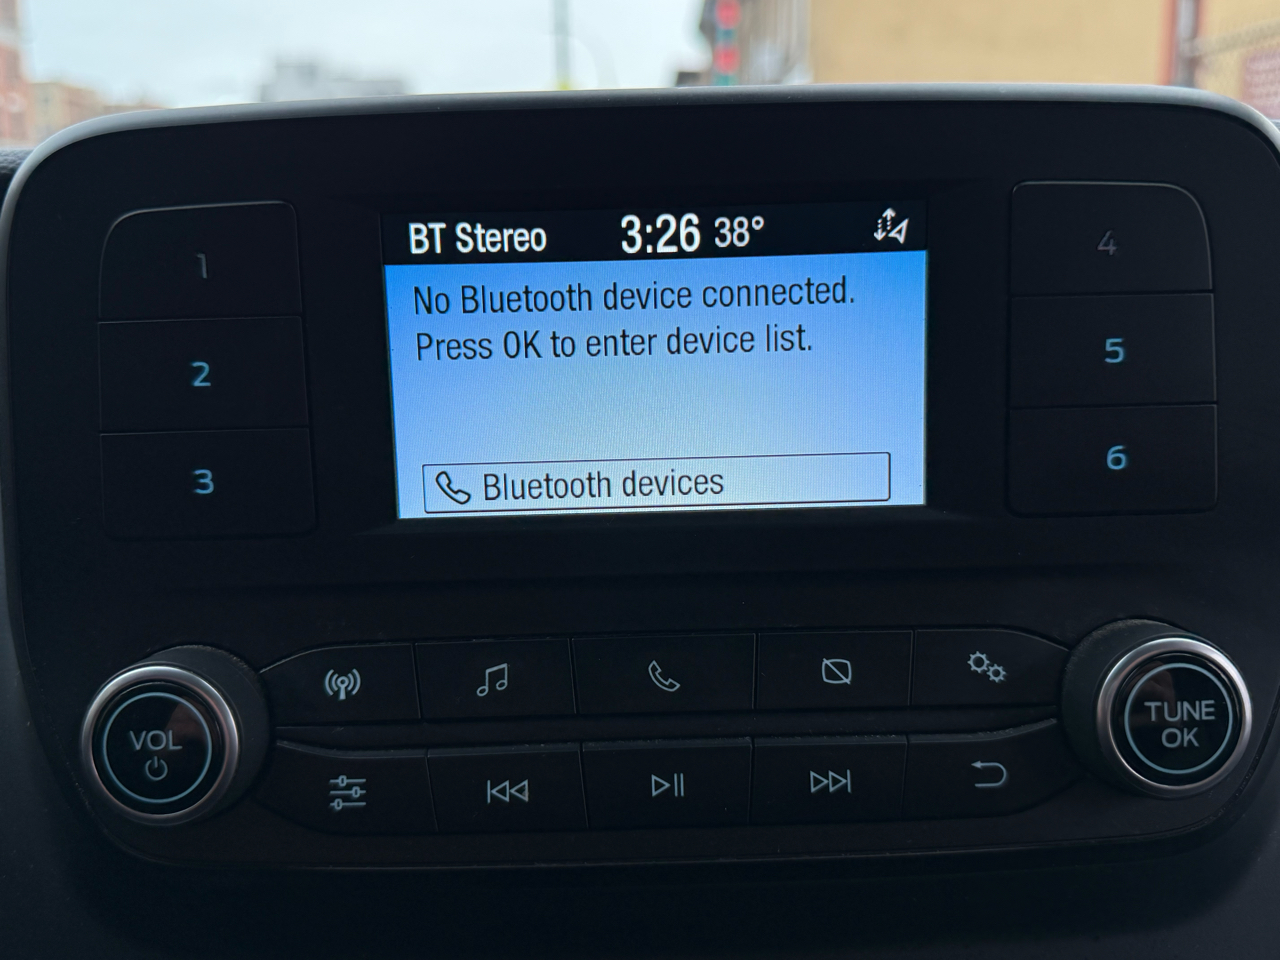 BT Stereo 3:26 38°
No Bluetooth device connected.
Press OK to enter device list.
Bluetooth devices
1
2
3
4
5
6
VOL
TUNE
OK